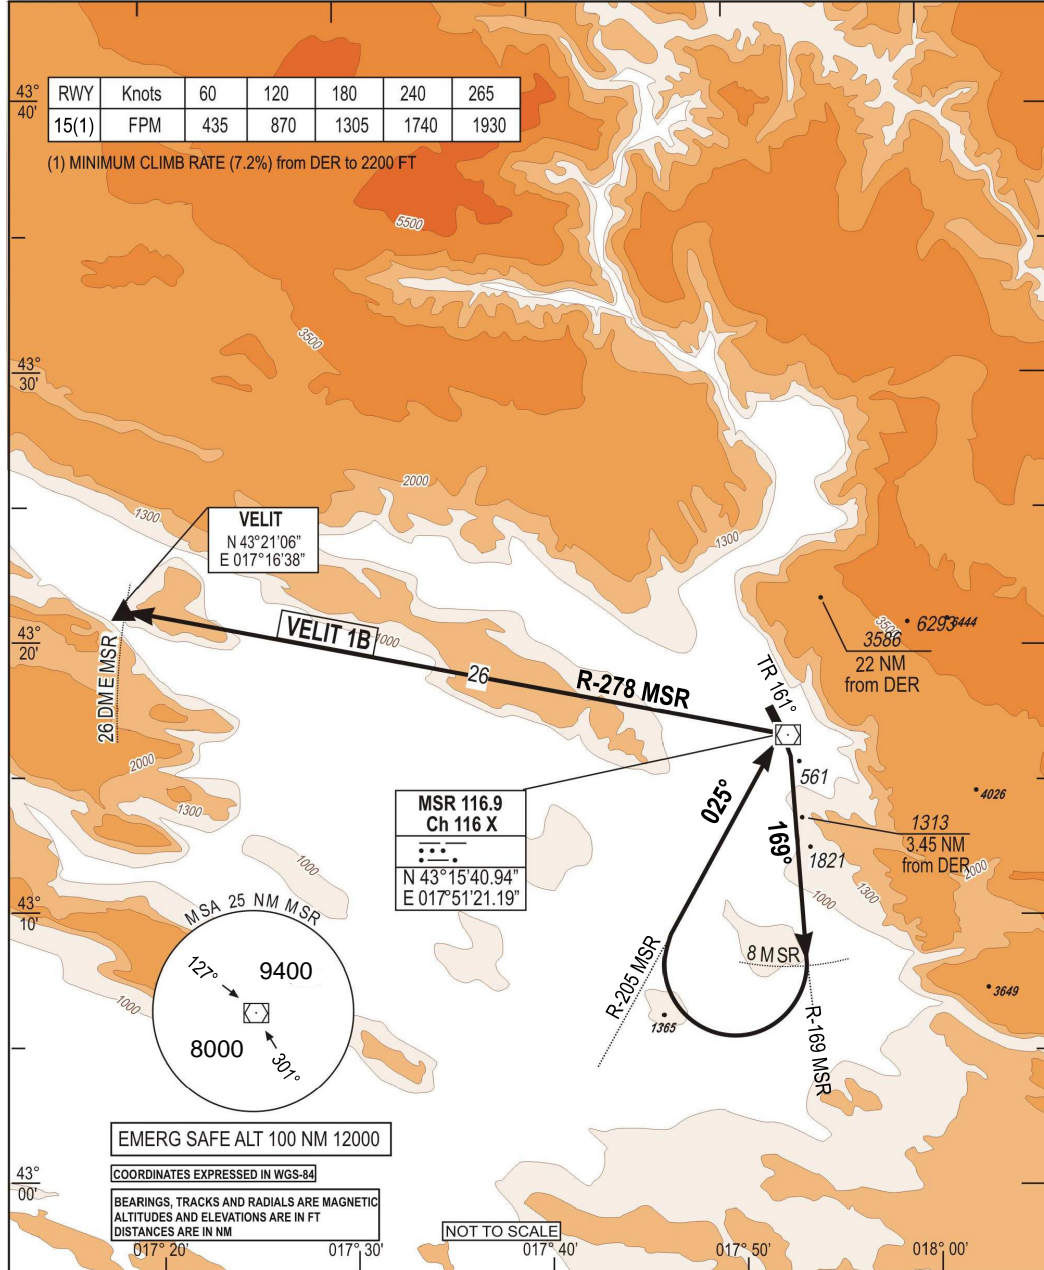 43°
40'
RWY Knots 60 120 180 240 265
15(1) FPM 435 870 1305 1740 1930
(1) MINIMUM CLIMB RATE (7.2%) from DER to 2200 FT
5500
3500
43°
30'
2000
1300
1300
VELIT
N 43°21'06"
E 017°16'38"
VELIT 1B
1000
26
R-278 MSR
26 DME MSR
43°
20'
TR 161°
3500
6293
6444
3586
22 NM
from DER
2000
1300
MSR 116.9
Ch 116 X
N 43°15'40.94"
E 017°51'21.19"
561
4026
025°
169°
1313
3.45 NM
from DER
1821
2000
1300
1000
1000
43°
10'
MSA 25 NM MSR
127°
9400
8000
301°
1000
R-205 MSR
8 MSR
1365
R-169 MSR
3649
EMERG SAFE ALT 100 NM 12000
COORDINATES EXPRESSED IN WGS-84
BEARINGS, TRACKS AND RADIALS ARE MAGNETIC
ALTITUDES AND ELEVATIONS ARE IN FT
DISTANCES ARE IN NM
43°
00'
NOT TO SCALE
017° 20' 017° 30' 017° 40' 017° 50' 018° 00'